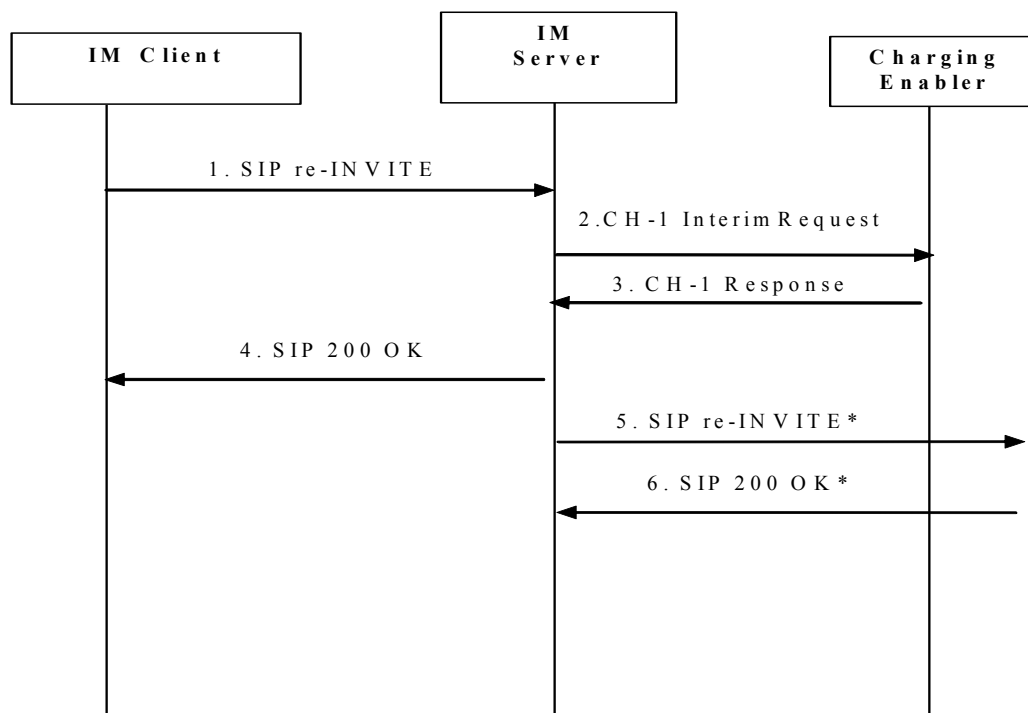 IM Client
IM
Server
Charging
Enabler
1. SIP re-INVITE
2.CH-1 Interim Request
3. CH-1 Response
4. SIP 200 OK
5. SIP re-INVITE*
6. SIP 200 OK*